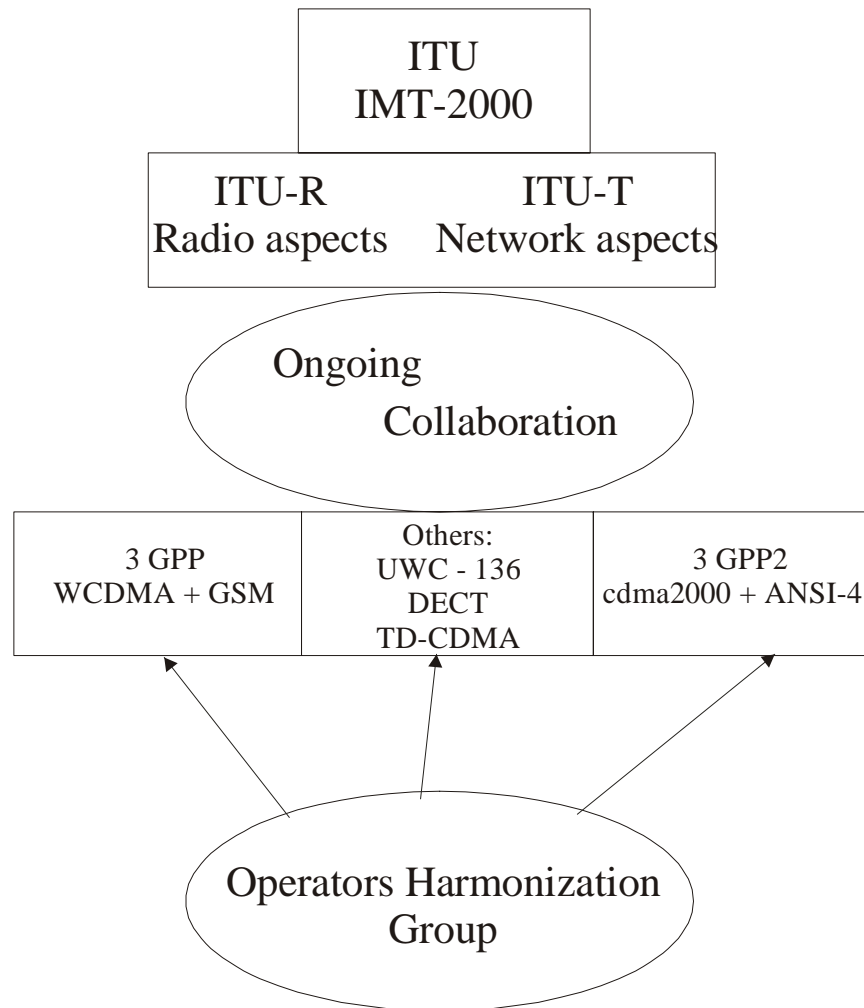 ITU
IMT-2000
ITU-R
Radio aspects
ITU-T
Network aspects
Ongoing
Collaboration
3 GPP
WCDMA + GSM
Others:
UWC - 136
DECT
TD-CDMA
3 GPP2
cdma2000 + ANSI-4
Operators Harmonization
Group